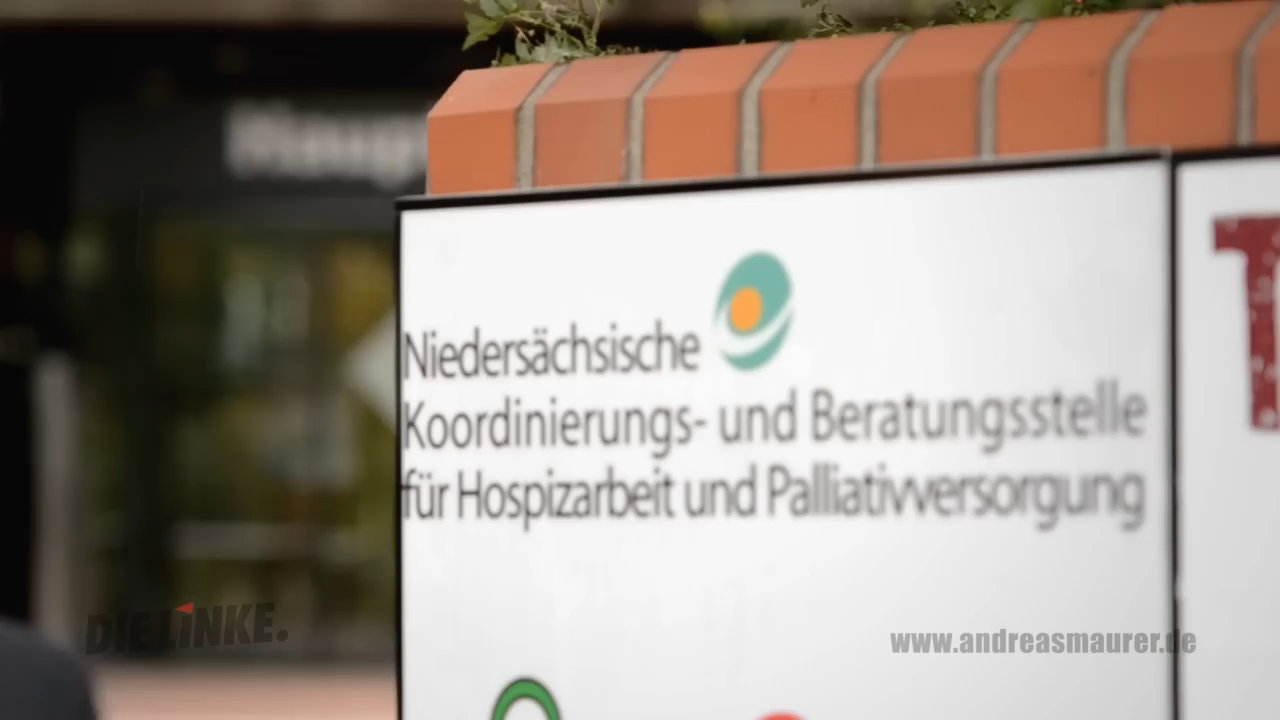 Niedersächsische
Koordinierungs- und Beratungsstelle
für Hospizarbeit und Palliativversorgung
DIE LINKE.
www.andreasmaurer.de